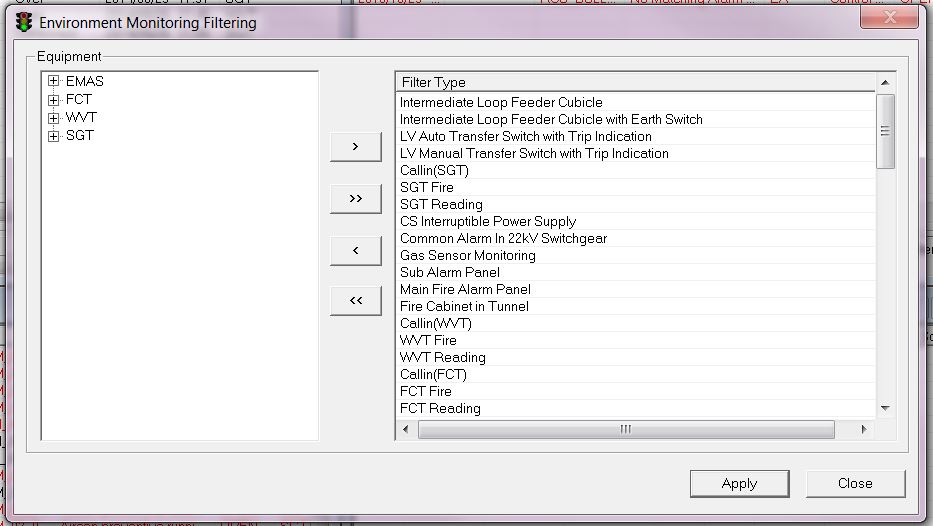 Environment Monitoring Filtering
Equipment
EMAS
FCT
WVT
SGT
>
>>
<
<<
Filter Type
Intermediate Loop Feeder Cubicle
Intermediate Loop Feeder Cubicle with Earth Switch
LV Auto Transfer Switch with Trip Indication
LV Manual Transfer Switch with Trip Indication
Callin(SGT)
SGT Fire
SGT Reading
CS Interruptible Power Supply
Common Alarm In 22kV Switchgear
Gas Sensor Monitoring
Sub Alarm Panel
Main Fire Alarm Panel
Fire Cabinet in Tunnel
Callin(WVT)
WVT Fire
WVT Reading
Callin(FCT)
FCT Fire
FCT Reading
Apply
Close